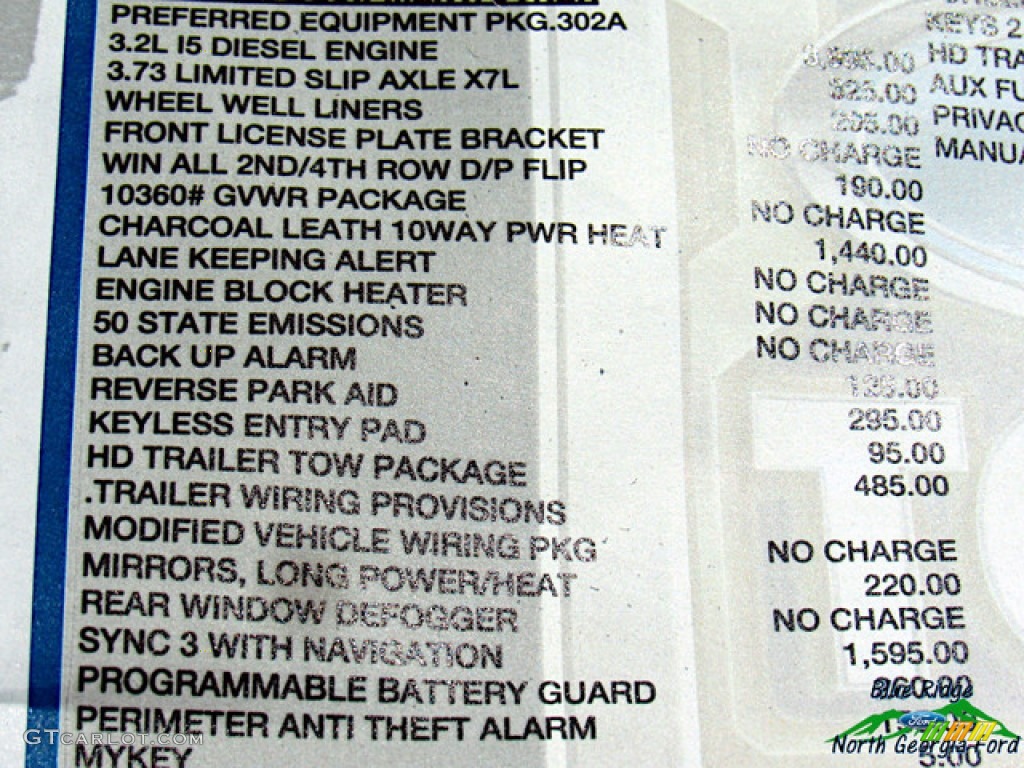 PREFERRED EQUIPMENT PKG.302A
3.2L I5 DIESEL ENGINE
3.73 LIMITED SLIP AXLE X7L
WHEEL WELL LINERS
FRONT LICENSE PLATE BRACKET
WIN ALL 2ND/4TH ROW D/P FLIP
10360# GVWR PACKAGE
CHARCOAL LEATH 10WAY PWR HEAT
LANE KEEPING ALERT
ENGINE BLOCK HEATER
50 STATE EMISSIONS
BACK UP ALARM
REVERSE PARK AID
KEYLESS ENTRY PAD
HD TRAILER TOW PACKAGE
.TRAILER WIRING PROVISIONS
MODIFIED VEHICLE WIRING PKG
MIRRORS, LONG POWER/HEAT
REAR WINDOW DEFOGGER
SYNC 3 WITH NAVIGATION
PROGRAMMABLE BATTERY GUARD
PERIMETER ANTI THEFT ALARM
MYKEY
325.00
NO CHARGE
190.00
NO CHARGE
1,440.00
NO CHARGE
NO CHARGE
NO CHARGE
125.00
295.00
95.00
485.00
NO CHARGE
220.00
NO CHARGE
1,595.00
5.00
KEYS 2
HD TRA
AUX FU
PRIVAC
MANUA
GTcarlot.com
Blue Ridge
Ford
North Georgia Ford